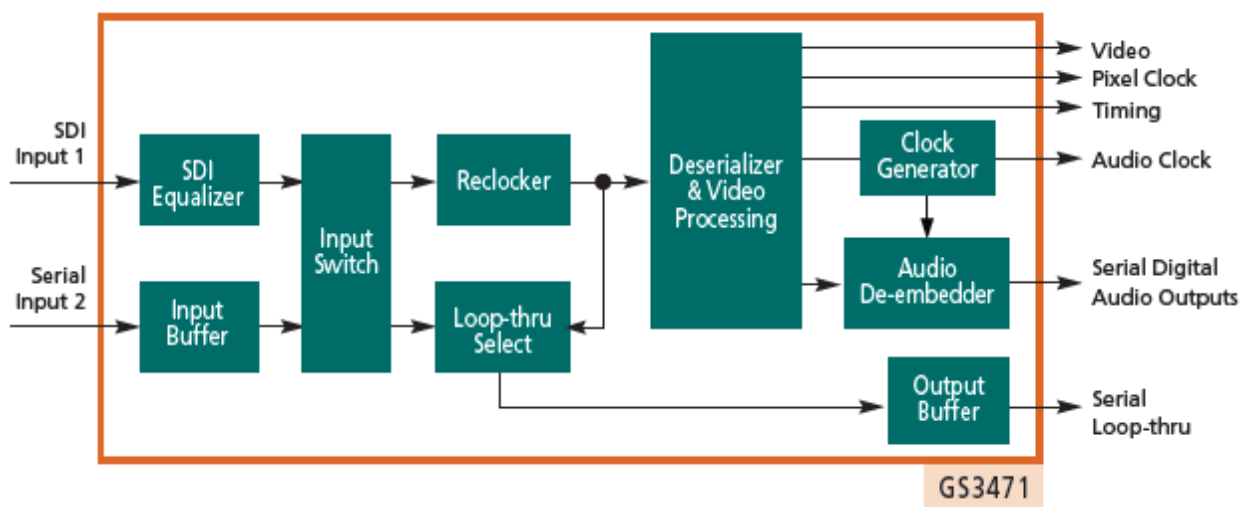 SDI
Input 1
Serial
Input 2
SDI
Equalizer
Input
Buffer
Input
Switch
Reclocker
Loop-thru
Select
Deserializer
& Video
Processing
Clock
Generator
Audio
De-embedder
Output
Buffer
Video
Pixel Clock
Timing
Audio Clock
Serial Digital
Audio Outputs
Serial
Loop-thru
GS3471